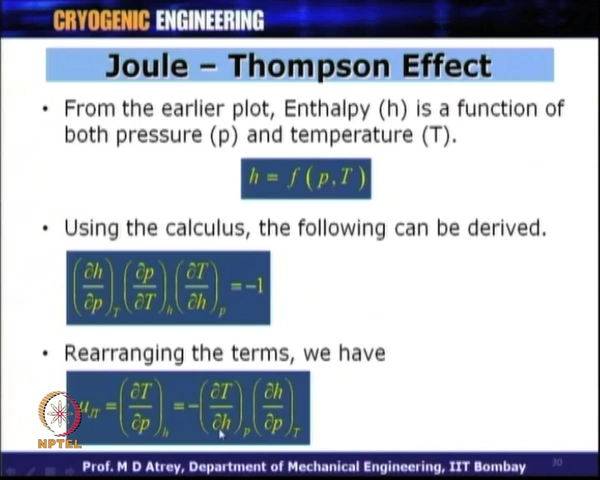 CRYOGENIC ENGINEERING
Joule – Thompson Effect
• From the earlier plot, Enthalpy (h) is a function of
both pressure (p) and temperature (T).
h = f ( p , T )
• Using the calculus, the following can be derived.
(∂h/∂p)_T (∂p/∂T)_h (∂T/∂h)_p = -1
• Rearranging the terms, we have
μ_JT = (∂T/∂p)_h = -(∂T/∂h)_p (∂h/∂p)_T
NPTEL
Prof. M D Atrey, Department of Mechanical Engineering, IIT Bombay
30